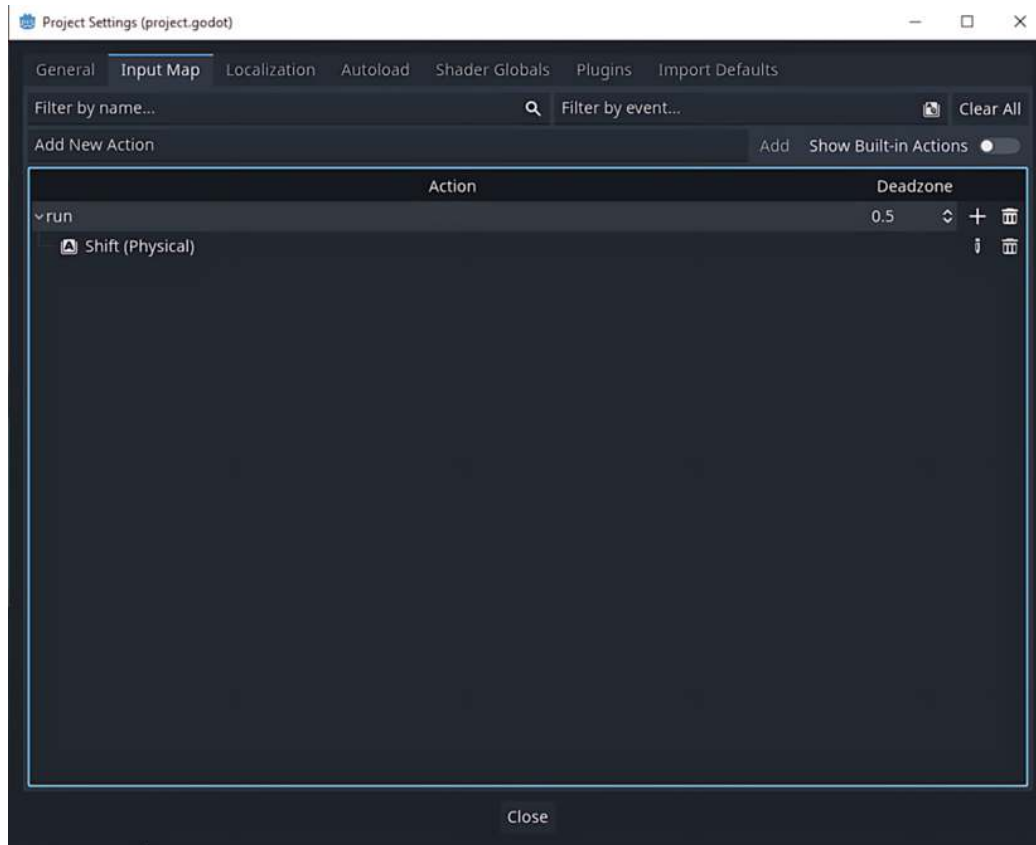 Project Settings (project.godot)
General Input Map Localization Autoload Shader Globals Plugins Import Defaults
Filter by name... Filter by event... Clear All
Add New Action Add Show Built-in Actions
Action Deadzone
run 0.5
Shift (Physical)
Close